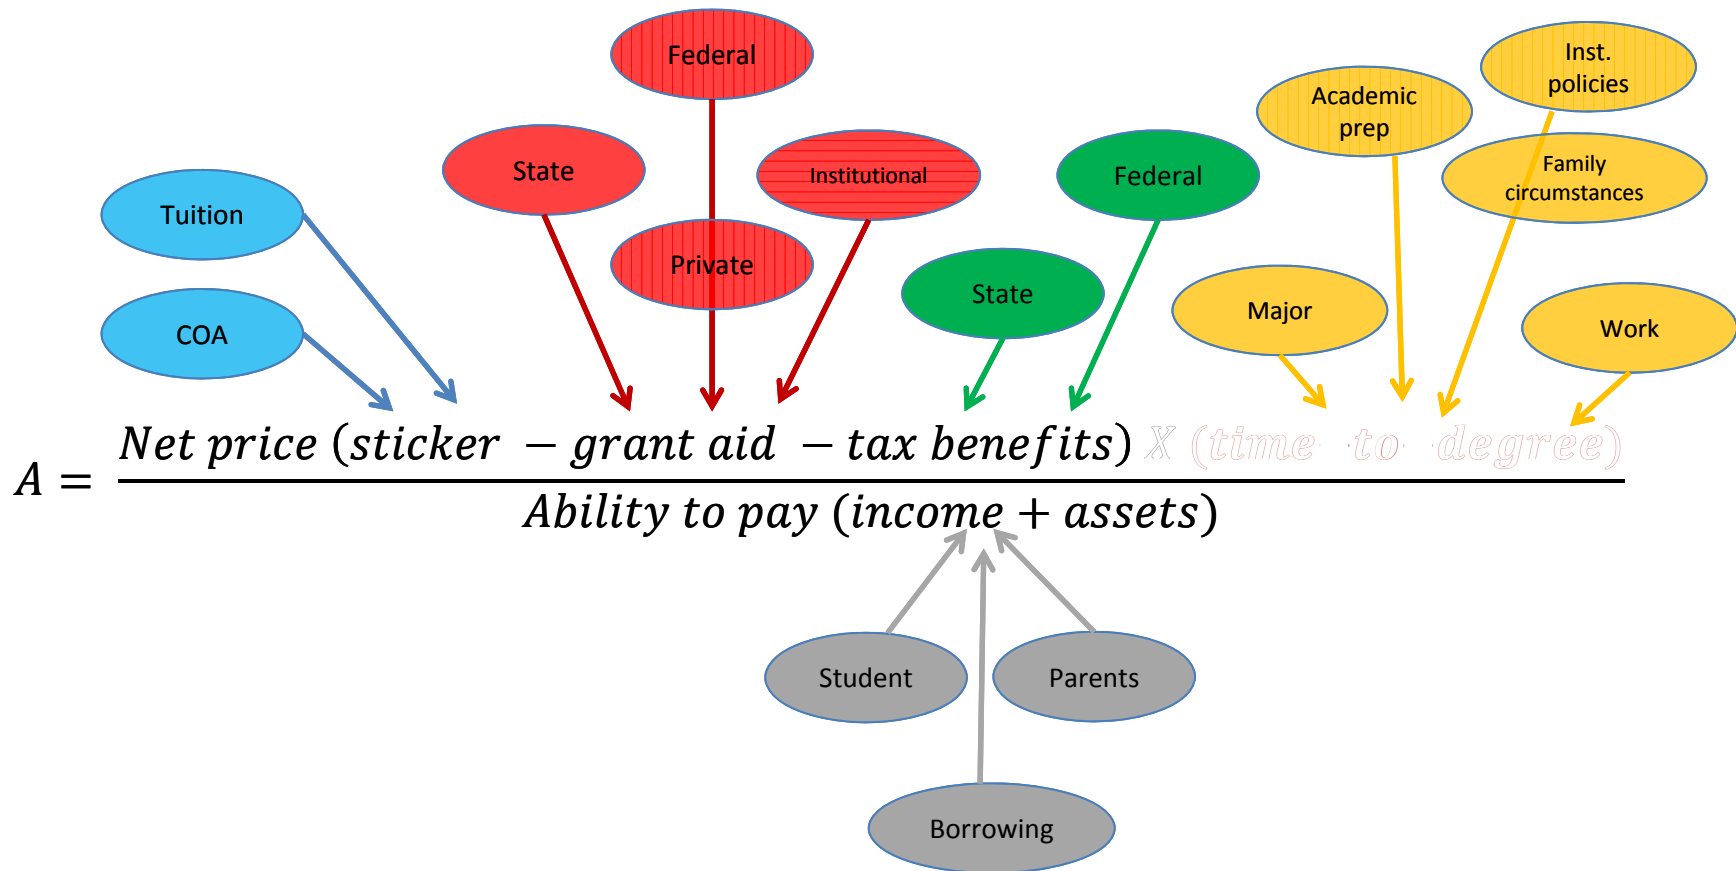 Federal
Inst.
policies
Academic
prep
State
Institutional
Federal
Family
circumstances
Tuition
Private
State
Major
Work
COA
A = Net price (sticker − grant aid − tax benefits) X (time to degree)
Ability to pay (income + assets)
Student
Parents
Borrowing